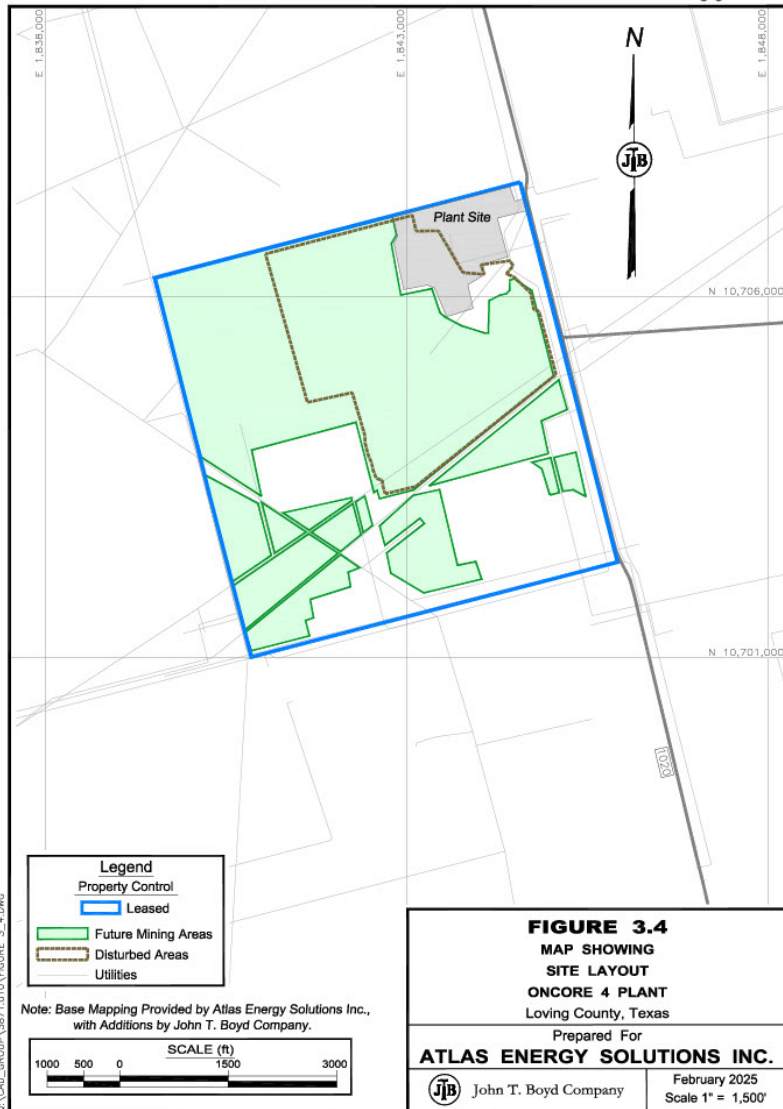 E 1,838,000
E 1,843,000
E 1,848,000
N
JTB
Plant Site
N 10,706,000
N 10,701,000
1020
Legend
Property Control
Leased
Future Mining Areas
Disturbed Areas
Utilities
Note: Base Mapping Provided by Atlas Energy Solutions Inc.,
with Additions by John T. Boyd Company.
SCALE (ft)
1000 500 0 1500 3000
FIGURE 3.4
MAP SHOWING
SITE LAYOUT
ONCORE 4 PLANT
Loving County, Texas
Prepared For
ATLAS ENERGY SOLUTIONS INC.
JTB John T. Boyd Company
February 2025
Scale 1" = 1,500'